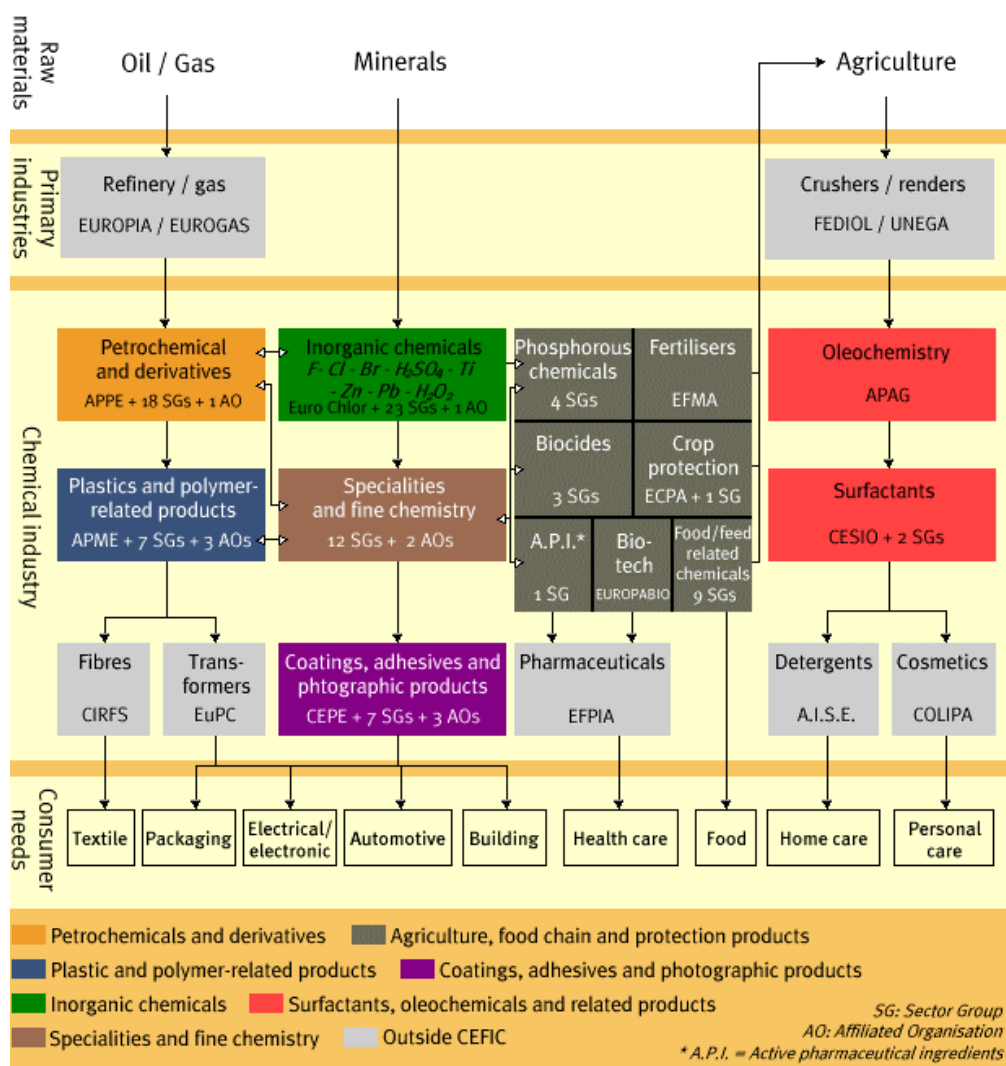 Raw
materials
Oil / Gas
Minerals
Agriculture
Primary
industries
Refinery / gas
EUROPIA / EUROGAS
Crushers / renders
FEDIOL / UNEGA
Chemical industry
Petrochemical
and derivatives
APPE + 18 SGs + 1 AO
Inorganic chemicals
F- Cl - Br - H₂SO₄ - Ti
- Zn - Pb - H₂O₂
Euro Chlor + 23 SGs + 1 AO
Phosphorous
chemicals
4 SGs
Fertilisers
EFMA
Oleochemistry
APAG
Plastics and polymer-
related products
APME + 7 SGs + 3 AOs
Specialities
and fine chemistry
12 SGs + 2 AOs
Biocides
3 SGs
Crop
protection
ECPA + 1 SG
Surfactants
CESIO + 2 SGs
A.P.I.*
1 SG
Bio-
tech
EUROPABIO
Food/feed
related
chemicals
9 SGs
Fibres
CIRFS
Trans-
formers
EuPC
Coatings, adhesives and
phtographic products
CEPE + 7 SGs + 3 AOs
Pharmaceuticals
EFPIA
Detergents
A.I.S.E.
Cosmetics
COLIPA
Consumer
needs
Textile
Packaging
Electrical/
electronic
Automotive
Building
Health care
Food
Home care
Personal
care
Petrochemicals and derivatives
Agriculture, food chain and protection products
Plastic and polymer-related products
Coatings, adhesives and photographic products
Inorganic chemicals
Surfactants, oleochemicals and related products
Specialities and fine chemistry
Outside CEFIC
SG: Sector Group
AO: Affiliated Organisation
* A.P.I. = Active pharmaceutical ingredients